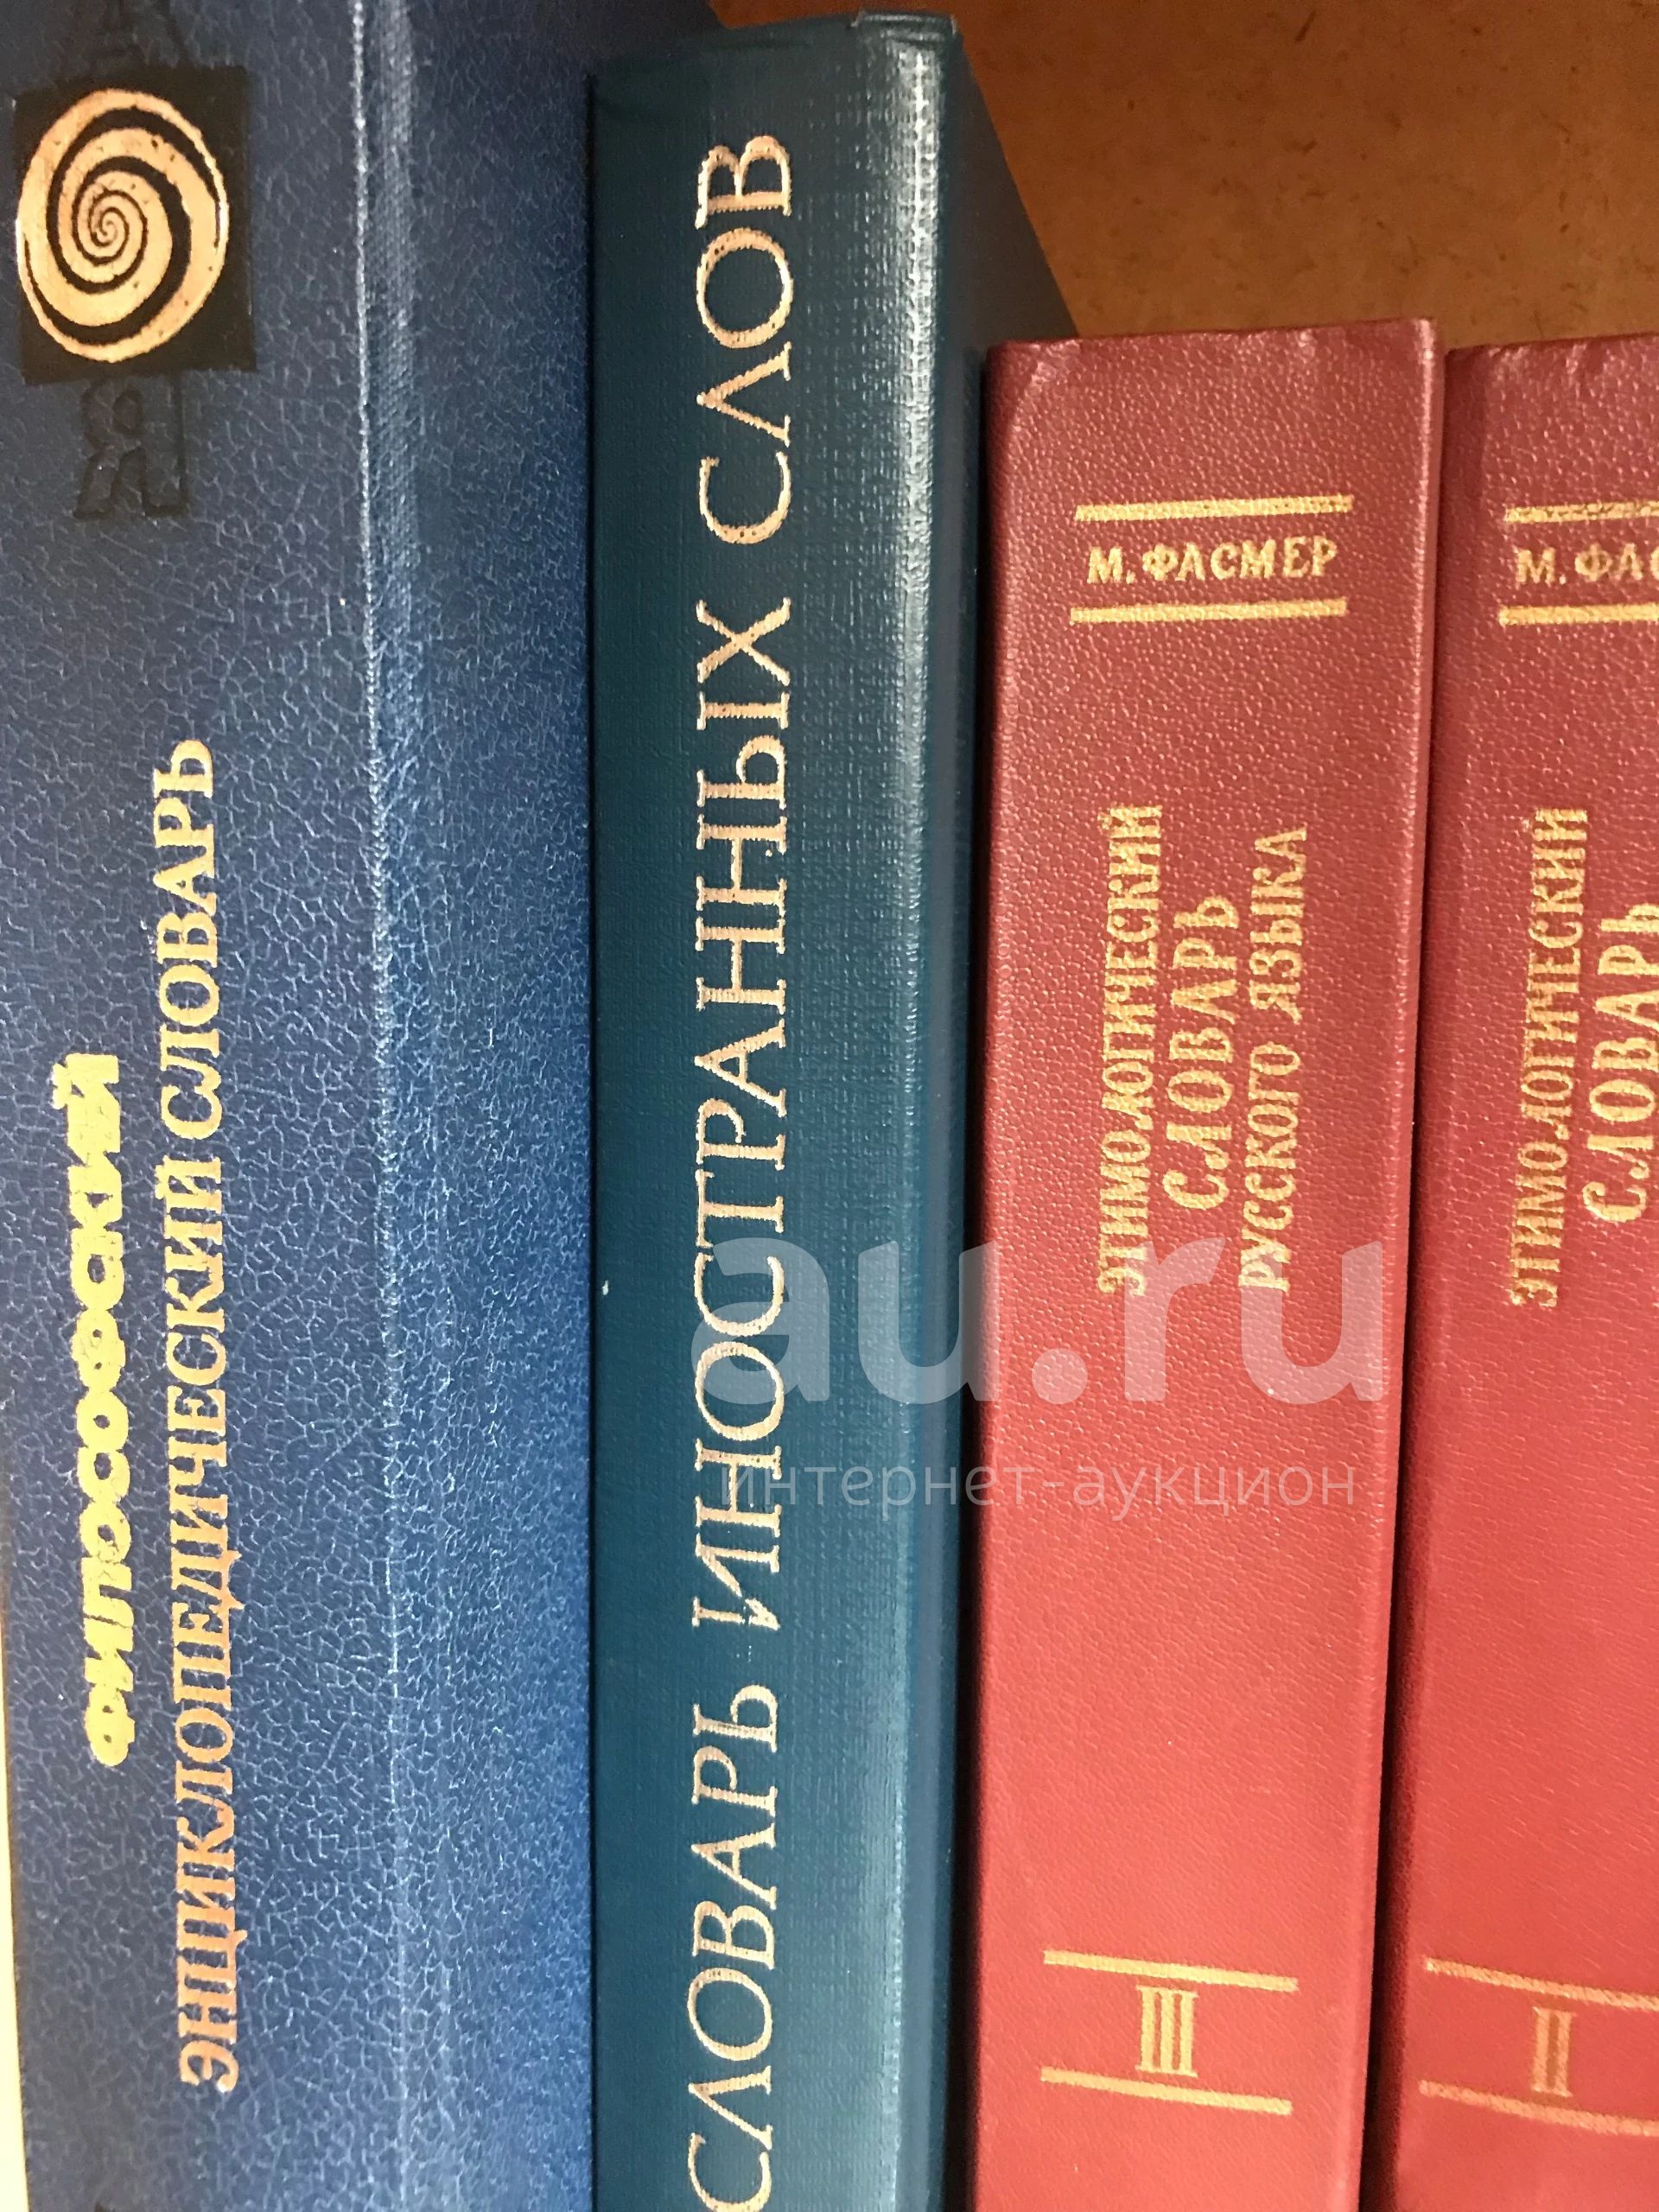 А
Я
ФИЛОСОФСКИЙ
ЭНЦИКЛОПЕДИЧЕСКИЙ СЛОВАРЬ
СЛОВАРЬ ИНОСТРАННЫХ СЛОВ
М. ФАСМЕР
ЭТИМОЛОГИЧЕСКИЙ
СЛОВАРЬ
РУССКОГО ЯЗЫКА
III
М. ФАС
ЭТИМОЛОГИЧЕСКИЙ
СЛОВАРЬ
II
au.ru
интернет-аукцион